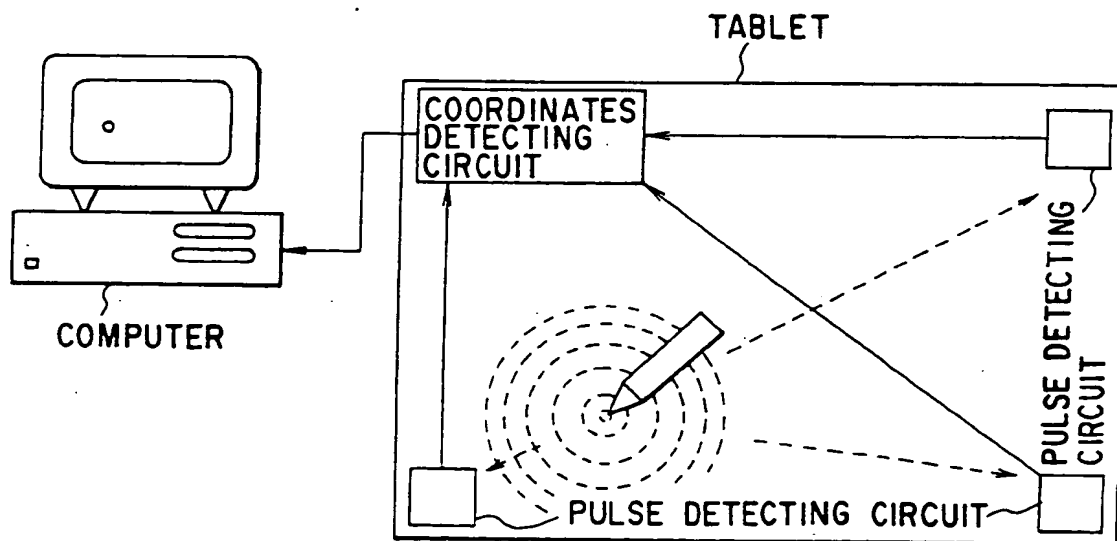 TABLET
COORDINATES
DETECTING
CIRCUIT
COMPUTER
PULSE DETECTING
CIRCUIT
PULSE DETECTING CIRCUIT